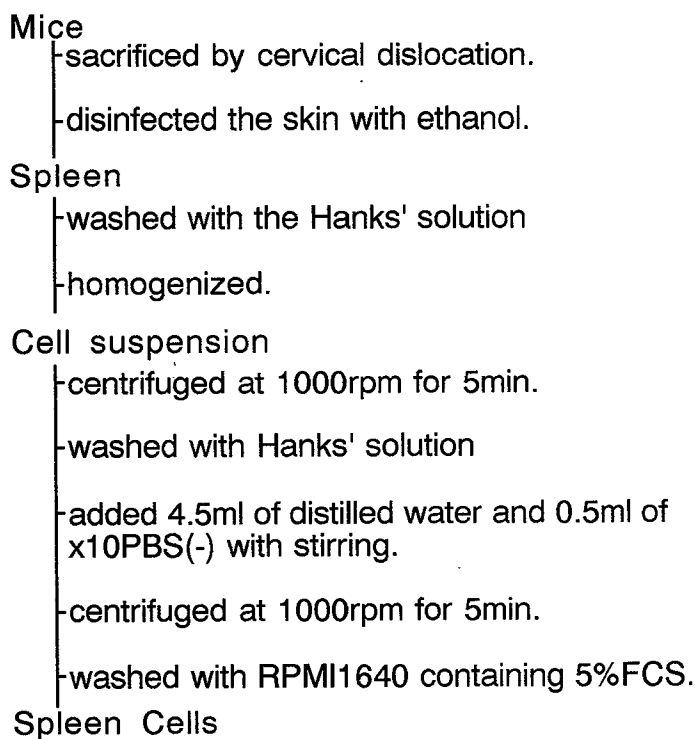 Mice
sacrificed by cervical dislocation.
disinfected the skin with ethanol.
Spleen
washed with the Hanks' solution
homogenized.
Cell suspension
centrifuged at 1000rpm for 5min.
washed with Hanks' solution
added 4.5ml of distilled water and 0.5ml of
x10PBS(-) with stirring.
centrifuged at 1000rpm for 5min.
washed with RPMI1640 containing 5%FCS.
Spleen Cells